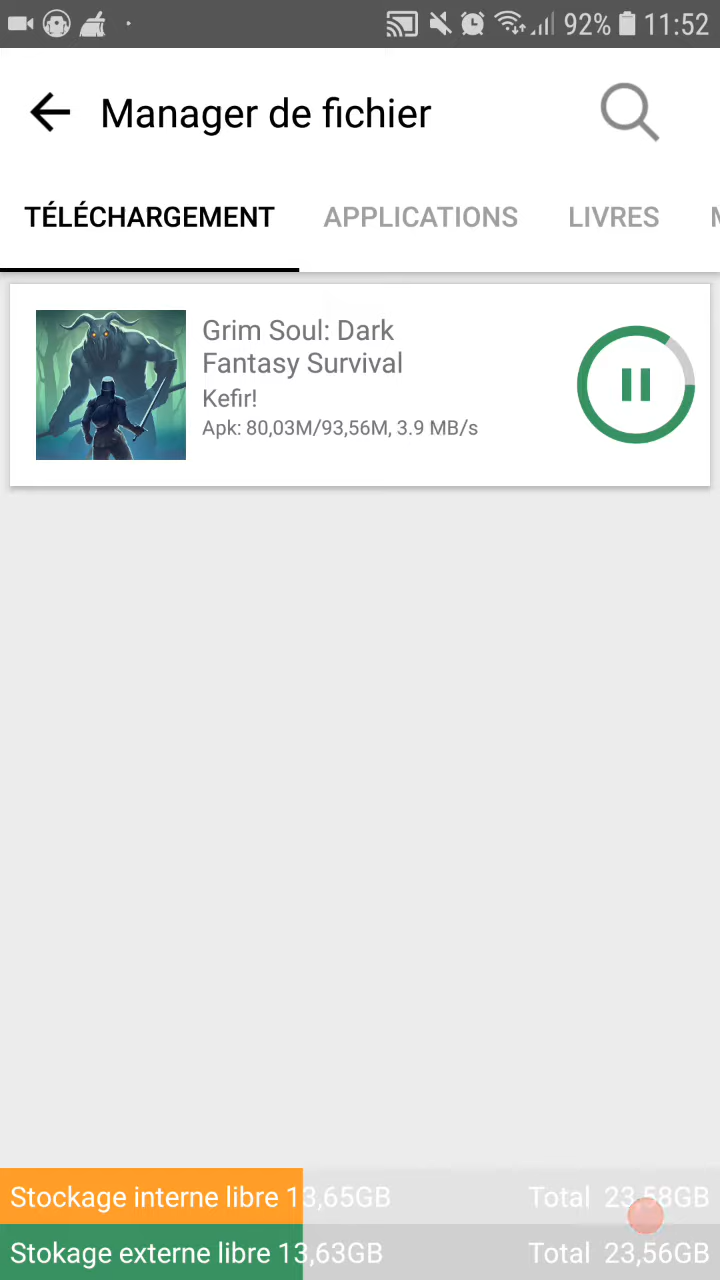 92% 11:52
Manager de fichier
TÉLÉCHARGEMENT APPLICATIONS LIVRES
Grim Soul: Dark
Fantasy Survival
Kefir!
Apk: 80,03M/93,56M, 3.9 MB/s
Stockage interne libre 13,65GB Total 23,58GB
Stokage externe libre 13,63GB Total 23,56GB